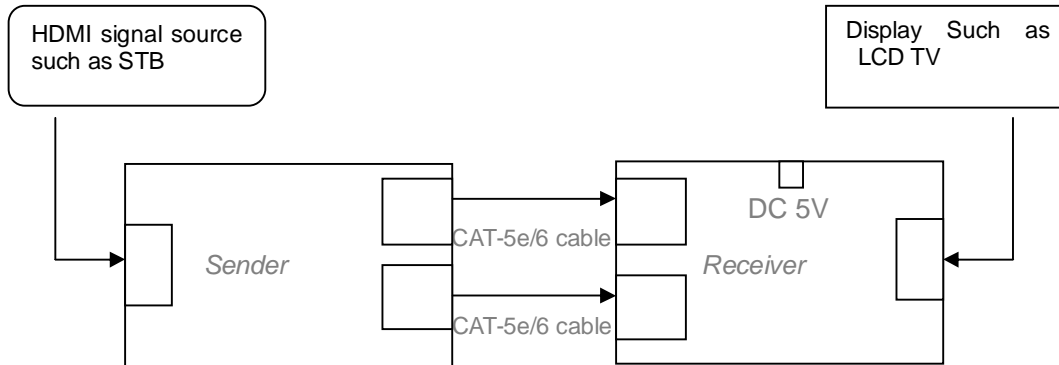 HDMI signal source
such as STB
Display Such as
LCD TV
DC 5V
CAT-5e/6 cable
Sender
Receiver
CAT-5e/6 cable